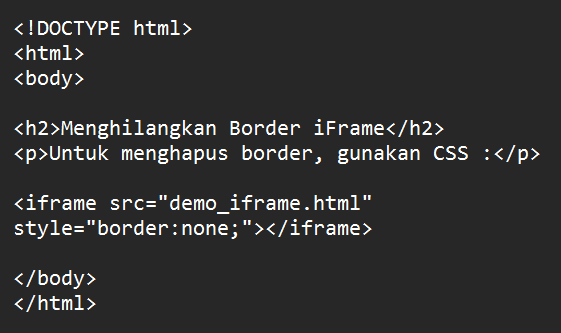 <!DOCTYPE html>
<html>
<body>
<h2>Menghilangkan Border iFrame</h2>
<p>Untuk menghapus border, gunakan CSS :</p>
<iframe src="demo_iframe.html"
style="border:none;"></iframe>
</body>
</html>